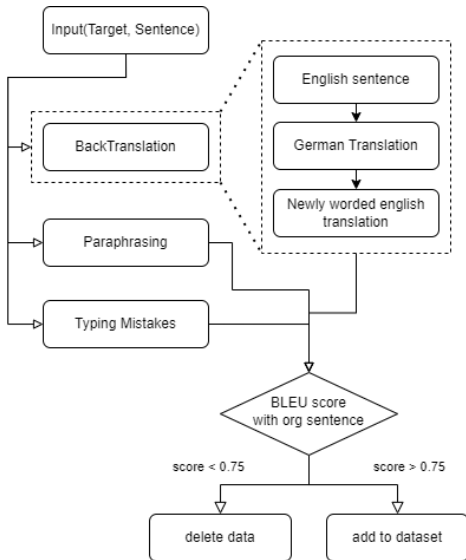 Input(Target, Sentence)
English sentence
BackTranslation
German Translation
Newly worded english
translation
Paraphrasing
Typing Mistakes
BLEU score
with org sentence
score < 0.75
score > 0.75
delete data
add to dataset